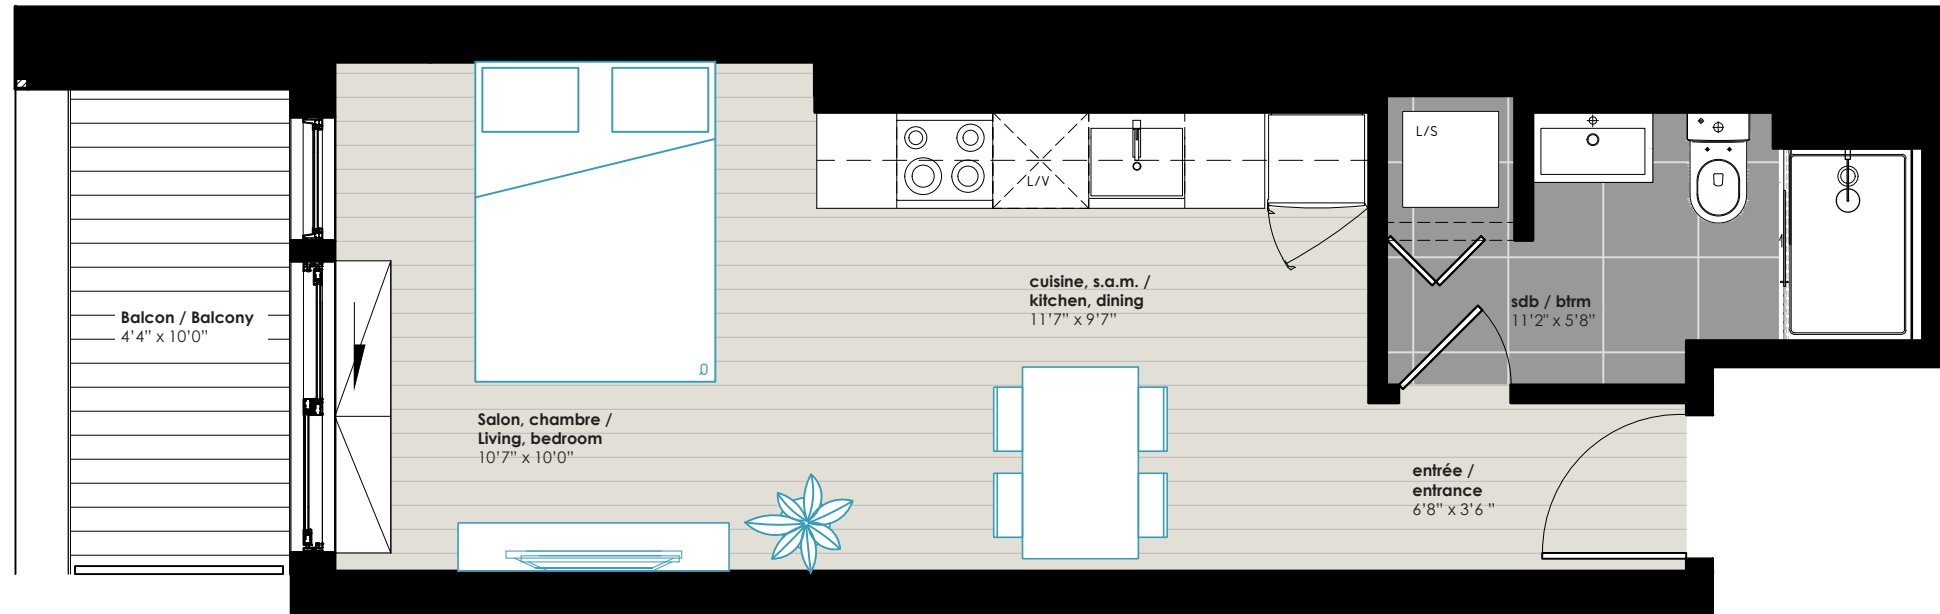 Balcon / Balcony
4'4" x 10'0"
Salon, chambre /
Living, bedroom
10'7" x 10'0"
L/V
cuisine, s.a.m. /
kitchen, dining
11'7" x 9'7"
L/S
sdb / btrm
11'2" x 5'8"
entrée /
entrance
6'8" x 3'6 "